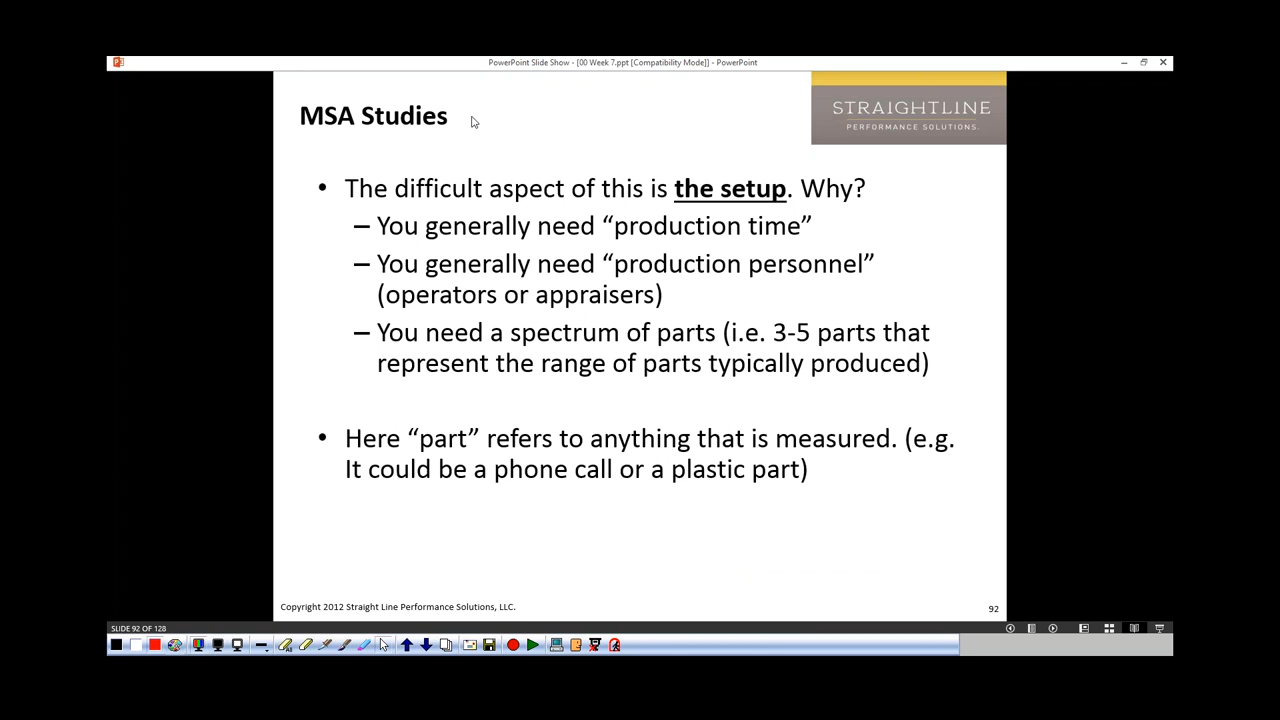 PowerPoint Slide Show - [00 Week 7.ppt [Compatibility Mode]] - PowerPoint
MSA Studies
STRAIGHTLINE
PERFORMANCE SOLUTIONS.
• The difficult aspect of this is the setup. Why?
– You generally need “production time”
– You generally need “production personnel”
(operators or appraisers)
– You need a spectrum of parts (i.e. 3-5 parts that
represent the range of parts typically produced)
• Here “part” refers to anything that is measured. (e.g.
It could be a phone call or a plastic part)
Copyright 2012 Straight Line Performance Solutions, LLC.
92
SLIDE 92 OF 128